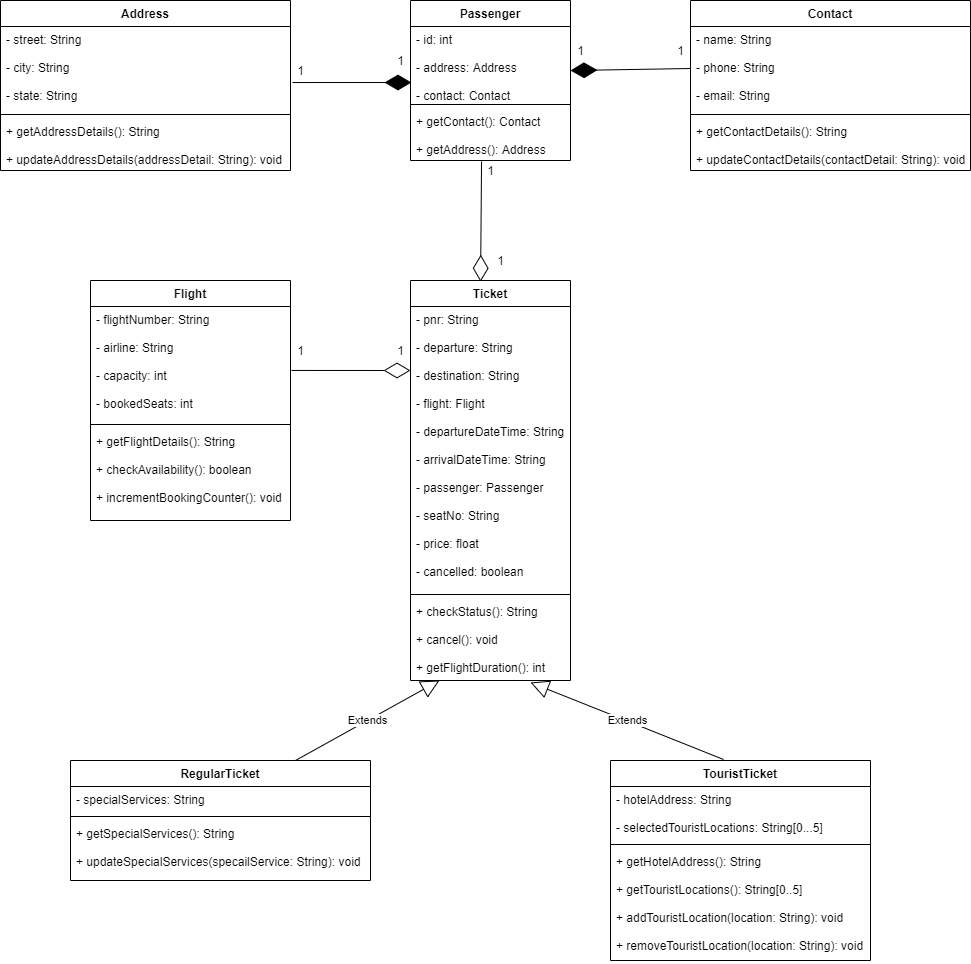 Address
- street: String
- city: String
- state: String
+ getAddressDetails(): String
+ updateAddressDetails(addressDetail: String): void
1
1
Passenger
- id: int
- address: Address
- contact: Contact
+ getContact(): Contact
+ getAddress(): Address
1
1
Contact
- name: String
- phone: String
- email: String
+ getContactDetails(): String
+ updateContactDetails(contactDetail: String): void
1
1
Flight
- flightNumber: String
- airline: String
- capacity: int
- bookedSeats: int
+ getFlightDetails(): String
+ checkAvailability(): boolean
+ incrementBookingCounter(): void
1
1
Ticket
- pnr: String
- departure: String
- destination: String
- flight: Flight
- departureDateTime: String
- arrivalDateTime: String
- passenger: Passenger
- seatNo: String
- price: float
- cancelled: boolean
+ checkStatus(): String
+ cancel(): void
+ getFlightDuration(): int
Extends
Extends
RegularTicket
- specialServices: String
+ getSpecialServices(): String
+ updateSpecialServices(specailService: String): void
TouristTicket
- hotelAddress: String
- selectedTouristLocations: String[0...5]
+ getHotelAddress(): String
+ getTouristLocations(): String[0..5]
+ addTouristLocation(location: String): void
+ removeTouristLocation(location: String): void